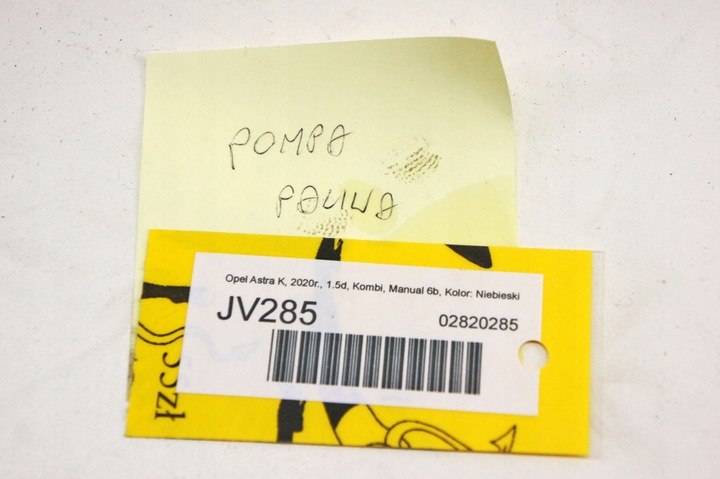 POMPA
PALIWA
Opel Astra K, 2020r., 1.5d, Kombi, Manual 6b, Kolor: Niebieski
JV285
02820285